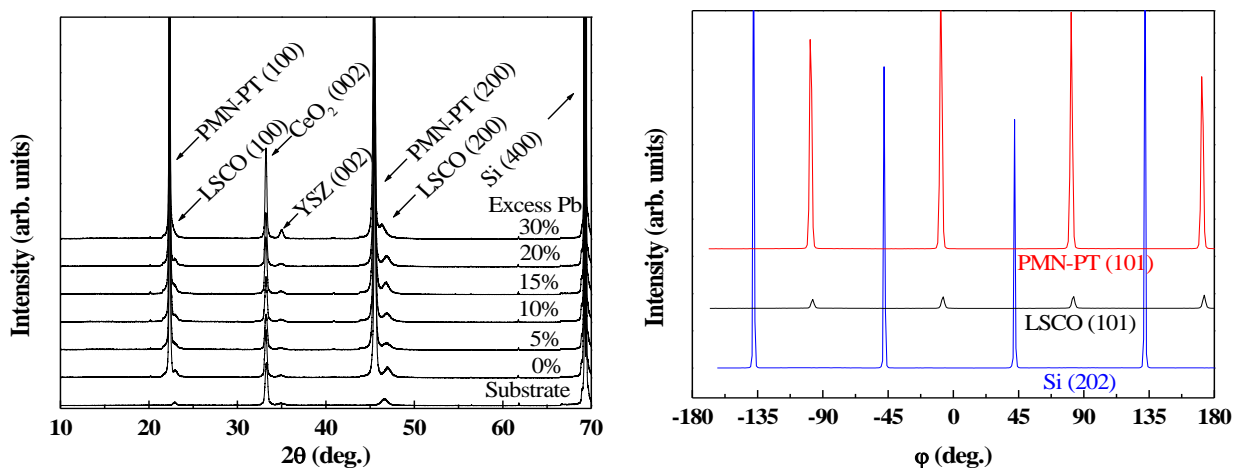 Intensity (arb. units)
PMN-PT (100)
LSCO (100)
CeO₂ (002)
YSZ (002)
PMN-PT (200)
LSCO (200)
Si (400)
Excess Pb
30%
20%
15%
10%
5%
0%
Substrate
10 20 30 40 50 60 70
2θ (deg.)
Intensity (arb. units)
PMN-PT (101)
LSCO (101)
Si (202)
-180 -135 -90 -45 0 45 90 135 180
φ (deg.)